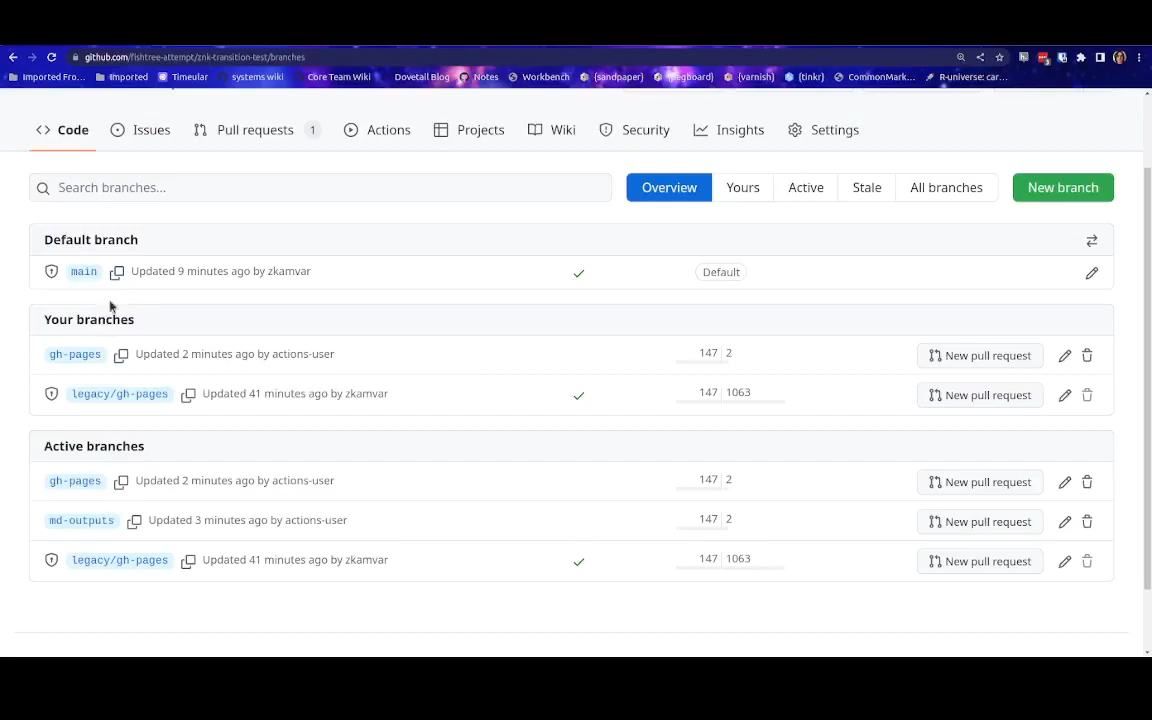 github.com/fishtree-attempt/znk-transition-test/branches
Imported Fro... Imported Timeular systems wiki Core Team Wiki Dovetail Blog Notes Workbench {sandpaper} {pegboard} {varnish} {tinkr} CommonMark... R-universe: car...
Code Issues Pull requests 1 Actions Projects Wiki Security Insights Settings
Search branches... Overview Yours Active Stale All branches New branch
Default branch
main Updated 9 minutes ago by zkamvar Default
Your branches
gh-pages Updated 2 minutes ago by actions-user 147 2 New pull request
legacy/gh-pages Updated 41 minutes ago by zkamvar 147 1063 New pull request
Active branches
gh-pages Updated 2 minutes ago by actions-user 147 2 New pull request
md-outputs Updated 3 minutes ago by actions-user 147 2 New pull request
legacy/gh-pages Updated 41 minutes ago by zkamvar 147 1063 New pull request